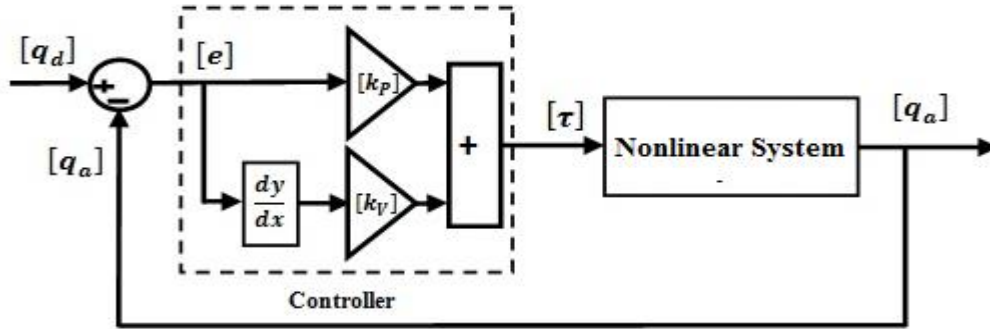 [q_d]
+
−
[q_a]
[e]
[k_P]
dy
dx
[k_V]
+
Controller
[τ]
Nonlinear System
-
[q_a]